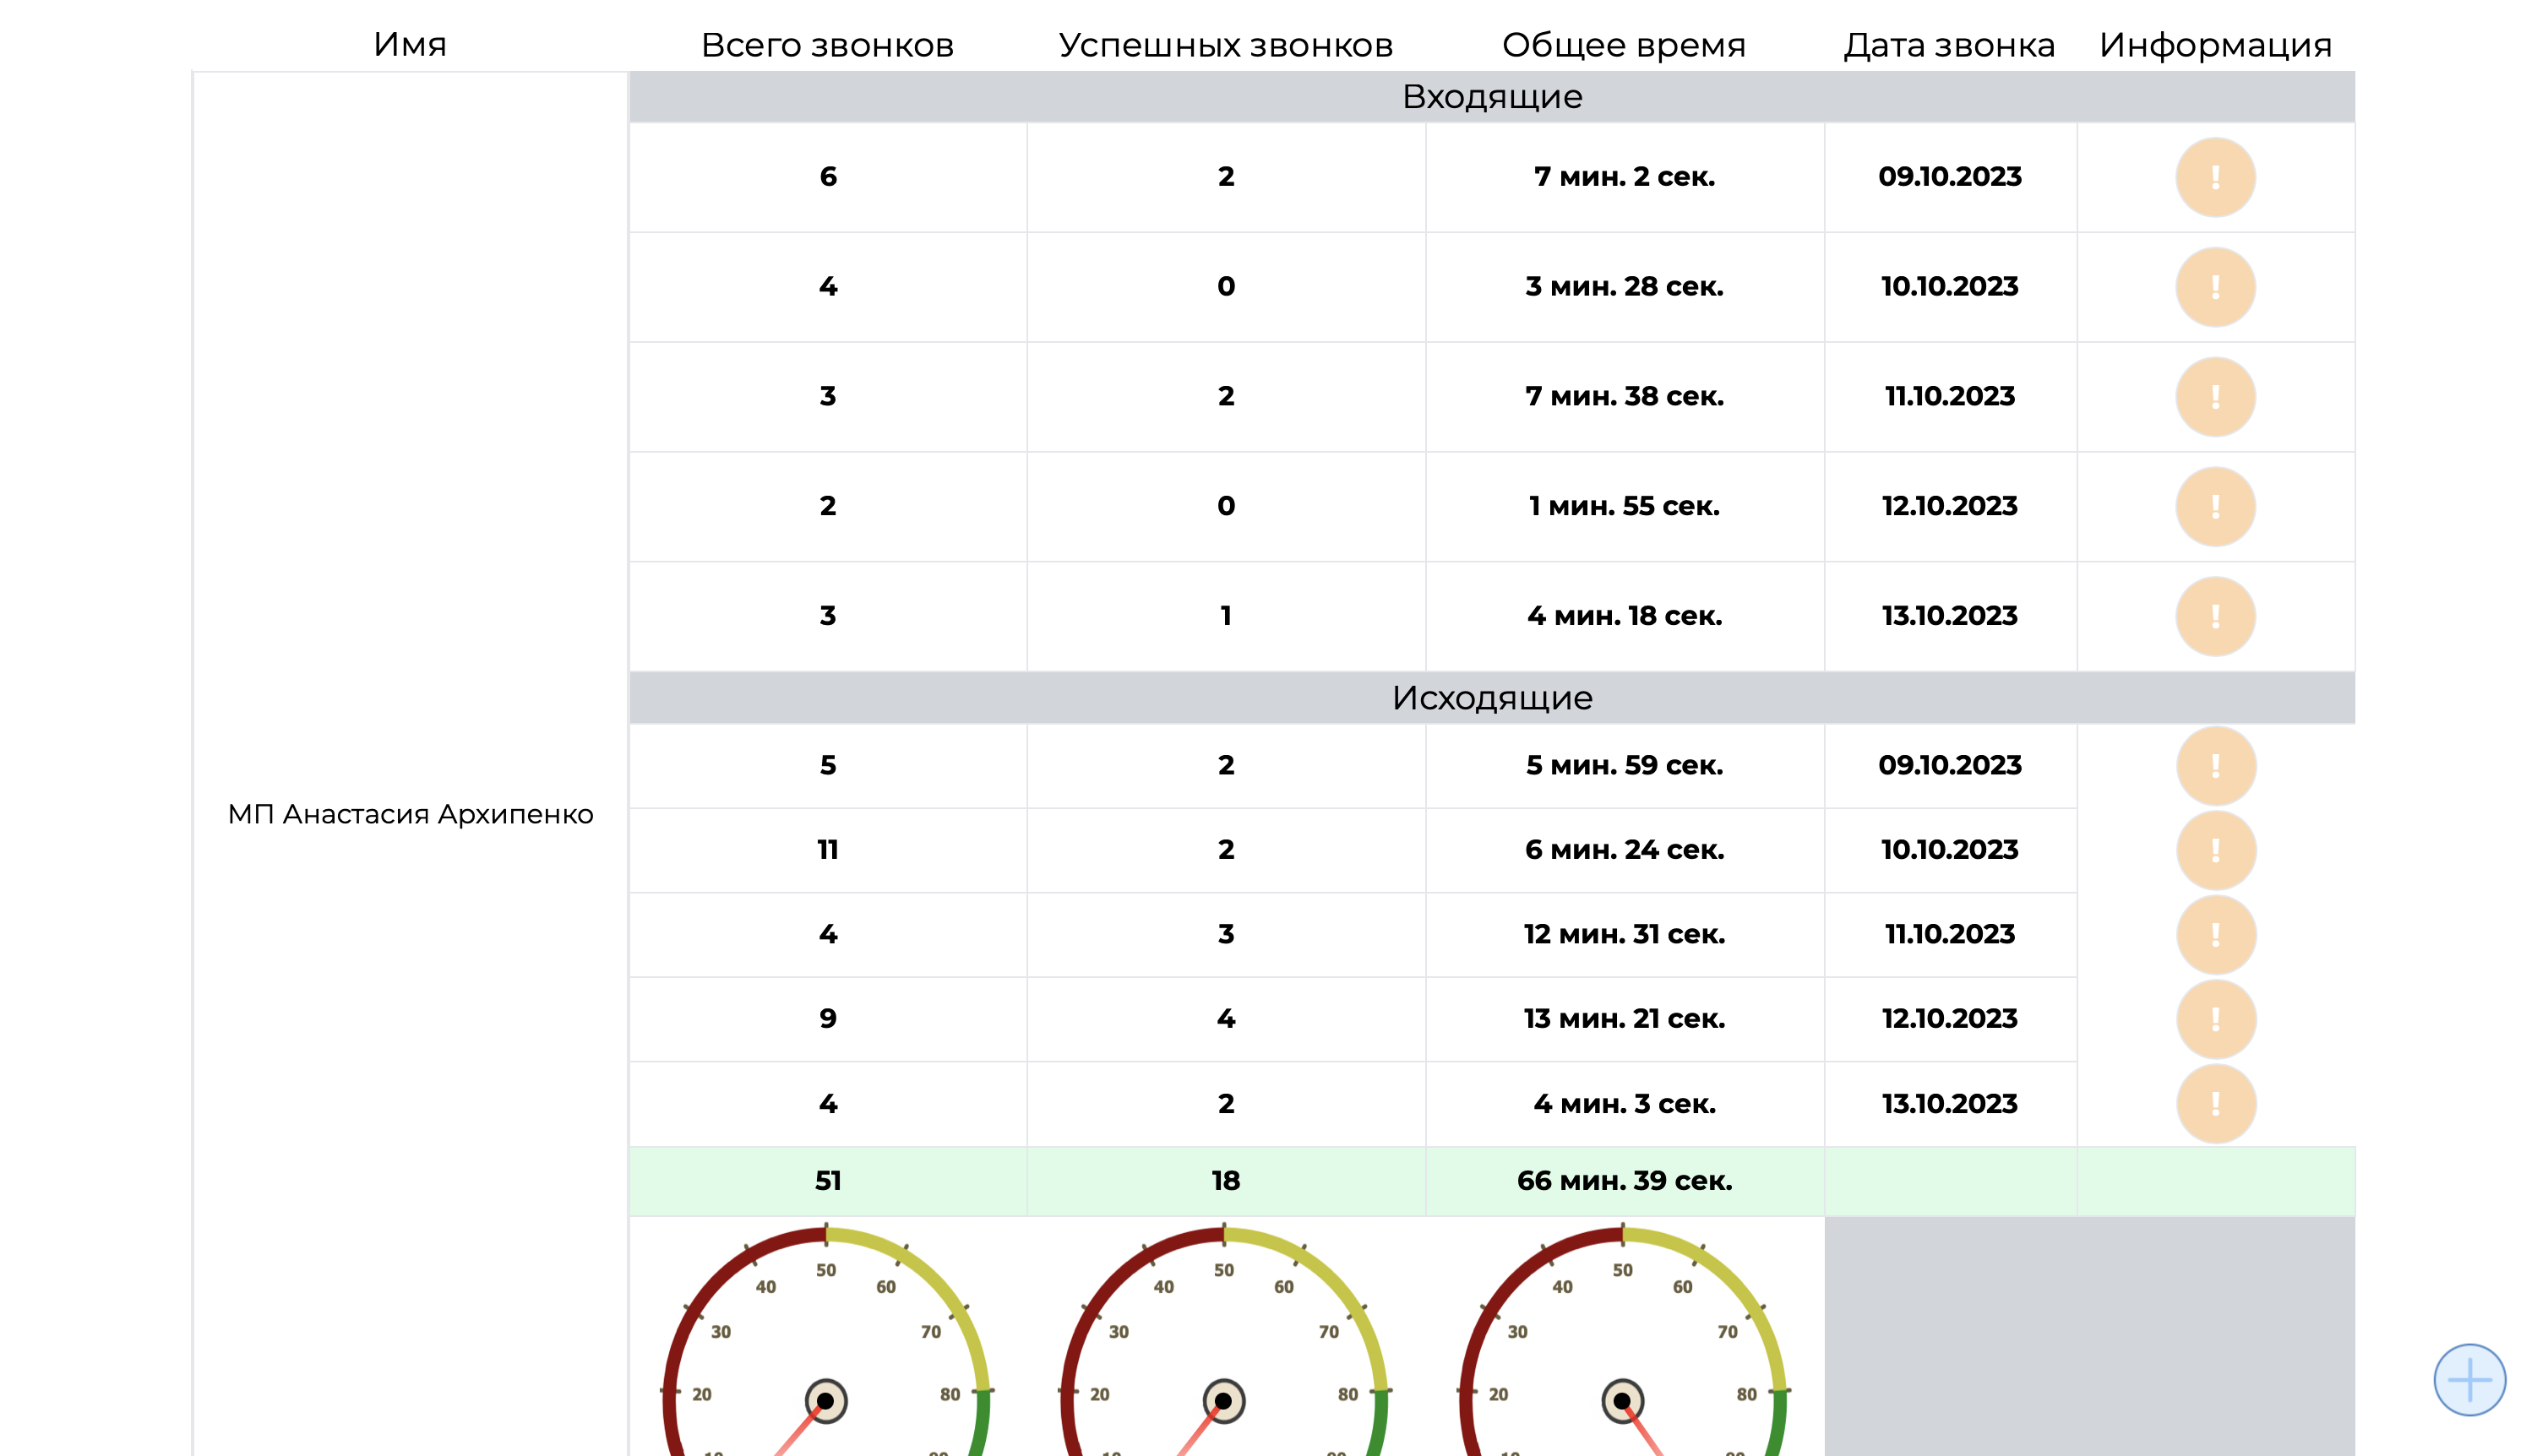 Имя Всего звонков Успешных звонков Общее время Дата звонка Информация
Входящие
6 2 7 мин. 2 сек. 09.10.2023 !
4 0 3 мин. 28 сек. 10.10.2023 !
3 2 7 мин. 38 сек. 11.10.2023 !
2 0 1 мин. 55 сек. 12.10.2023 !
3 1 4 мин. 18 сек. 13.10.2023 !
Исходящие
5 2 5 мин. 59 сек. 09.10.2023 !
МП Анастасия Архипенко
11 2 6 мин. 24 сек. 10.10.2023 !
4 3 12 мин. 31 сек. 11.10.2023 !
9 4 13 мин. 21 сек. 12.10.2023 !
4 2 4 мин. 3 сек. 13.10.2023 !
51 18 66 мин. 39 сек.
50 50 50
40 60 40 60 40 60
30 70 30 70 30 70
20 80 20 80 20 80